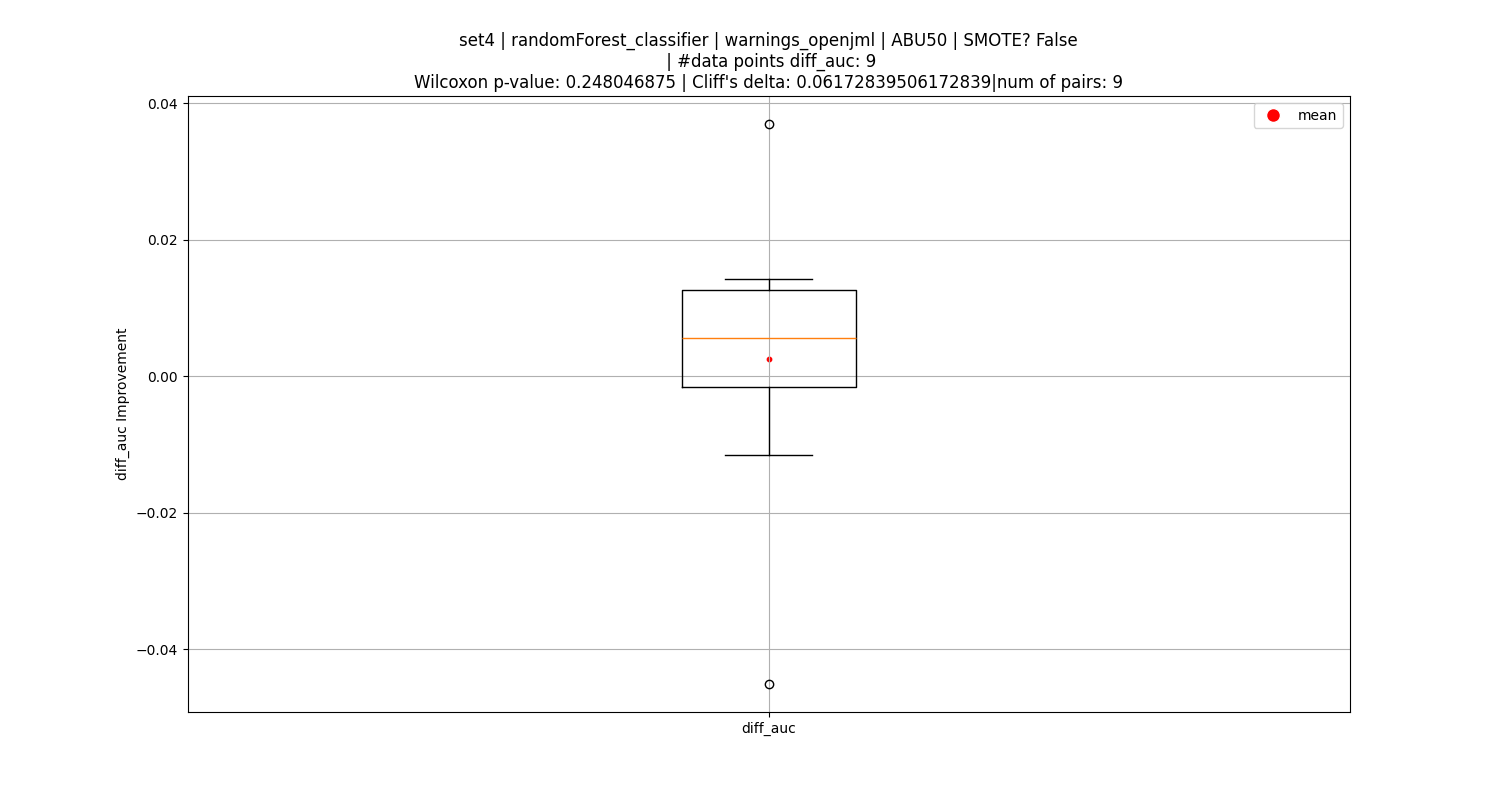 set4 | randomForest_classifier | warnings_openjml | ABU50 | SMOTE? False
| #data points diff_auc: 9
Wilcoxon p-value: 0.248046875 | Cliff's delta: 0.06172839506172839|num of pairs: 9
mean
0.04
0.02
0.00
−0.02
−0.04
diff_auc Improvement
diff_auc